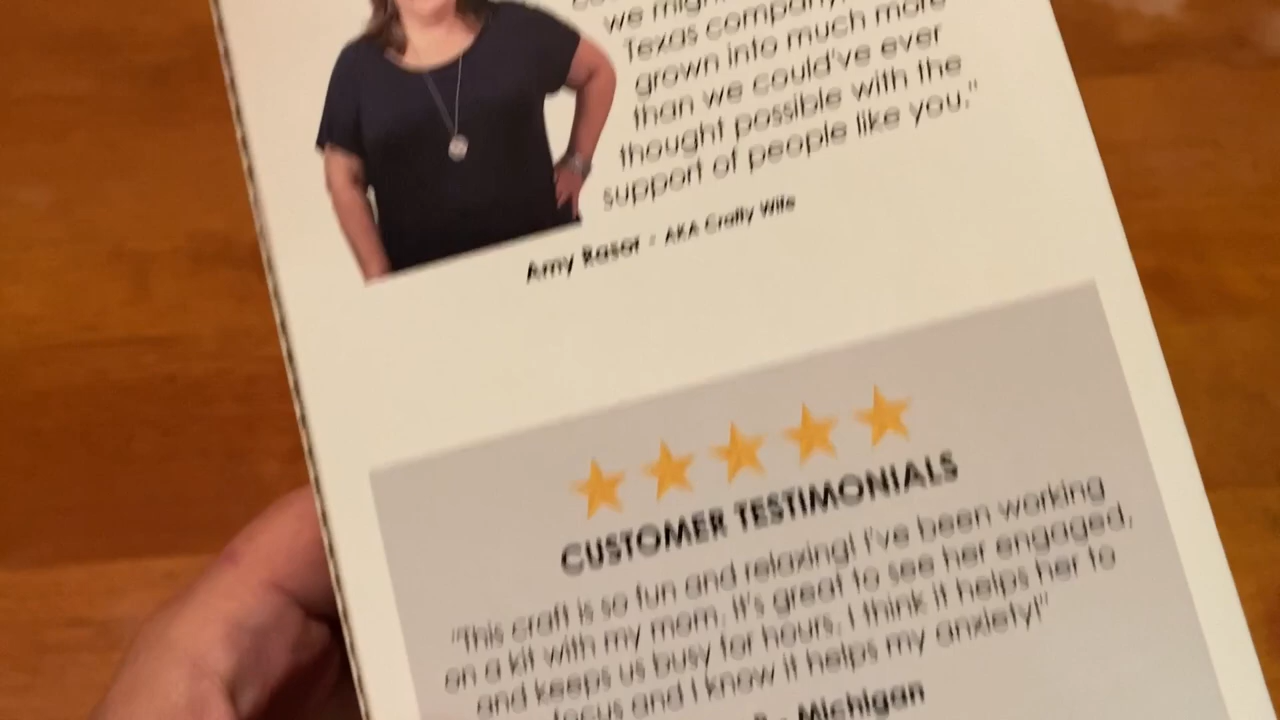 we might
Texas company,
grown into much more
than we could've ever
thought possible with the
support of people like you."
Amy Rasor - AKA Crafty Wife
CUSTOMER TESTIMONIALS
"This craft is so fun and relaxing! I've been working
on a kit with my mom. It's great to see her engaged,
and keeps us busy for hours. I think it helps her to
focus and I know it helps my anxiety!"
- Michigan